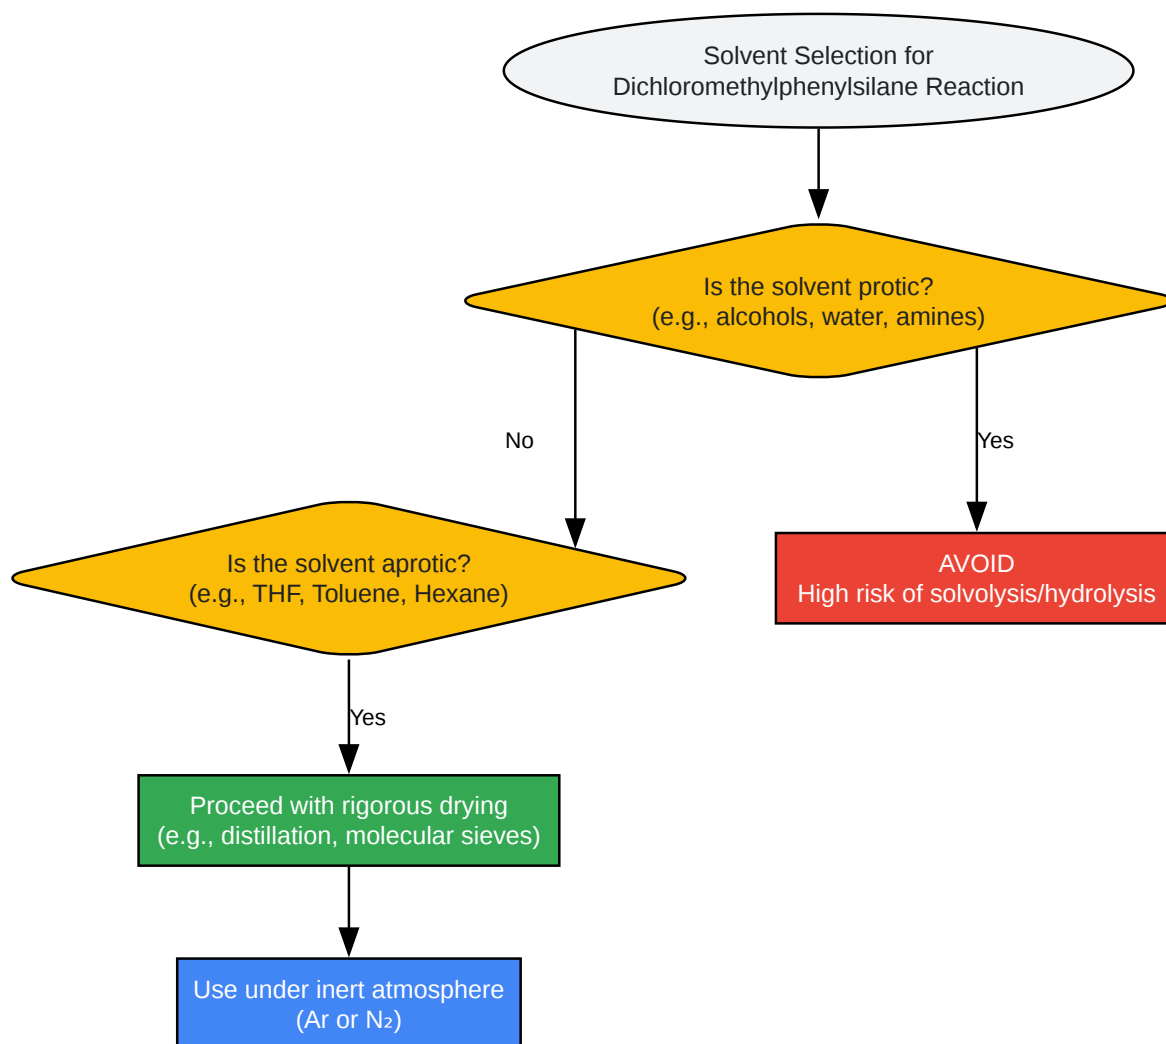 Solvent Selection for
Dichloromethylphenylsilane Reaction
Is the solvent protic?
(e.g., alcohols, water, amines)
No
Yes
Is the solvent aprotic?
(e.g., THF, Toluene, Hexane)
AVOID
High risk of solvolysis/hydrolysis
Yes
Proceed with rigorous drying
(e.g., distillation, molecular sieves)
Use under inert atmosphere
(Ar or N₂)